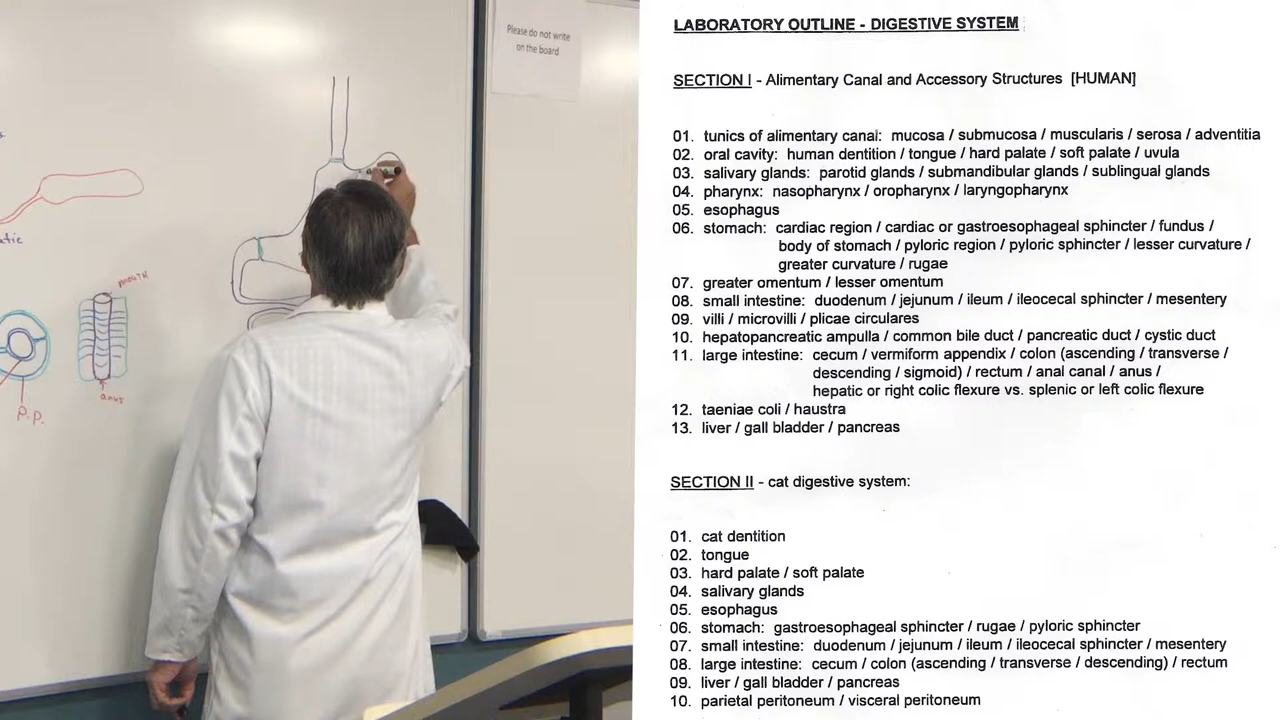 Please do not write
on the board
atic
mouth
anus
P.P.
LABORATORY OUTLINE - DIGESTIVE SYSTEM
SECTION I - Alimentary Canal and Accessory Structures [HUMAN]
01. tunics of alimentary canal: mucosa / submucosa / muscularis / serosa / adventitia
02. oral cavity: human dentition / tongue / hard palate / soft palate / uvula
03. salivary glands: parotid glands / submandibular glands / sublingual glands
04. pharynx: nasopharynx / oropharynx / laryngopharynx
05. esophagus
06. stomach: cardiac region / cardiac or gastroesophageal sphincter / fundus /
body of stomach / pyloric region / pyloric sphincter / lesser curvature /
greater curvature / rugae
07. greater omentum / lesser omentum
08. small intestine: duodenum / jejunum / ileum / ileocecal sphincter / mesentery
09. villi / microvilli / plicae circulares
10. hepatopancreatic ampulla / common bile duct / pancreatic duct / cystic duct
11. large intestine: cecum / vermiform appendix / colon (ascending / transverse /
descending / sigmoid) / rectum / anal canal / anus /
hepatic or right colic flexure vs. splenic or left colic flexure
12. taeniae coli / haustra
13. liver / gall bladder / pancreas
SECTION II - cat digestive system:
01. cat dentition
02. tongue
03. hard palate / soft palate
04. salivary glands
05. esophagus
06. stomach: gastroesophageal sphincter / rugae / pyloric sphincter
07. small intestine: duodenum / jejunum / ileum / ileocecal sphincter / mesentery
08. large intestine: cecum / colon (ascending / transverse / descending) / rectum
09. liver / gall bladder / pancreas
10. parietal peritoneum / visceral peritoneum